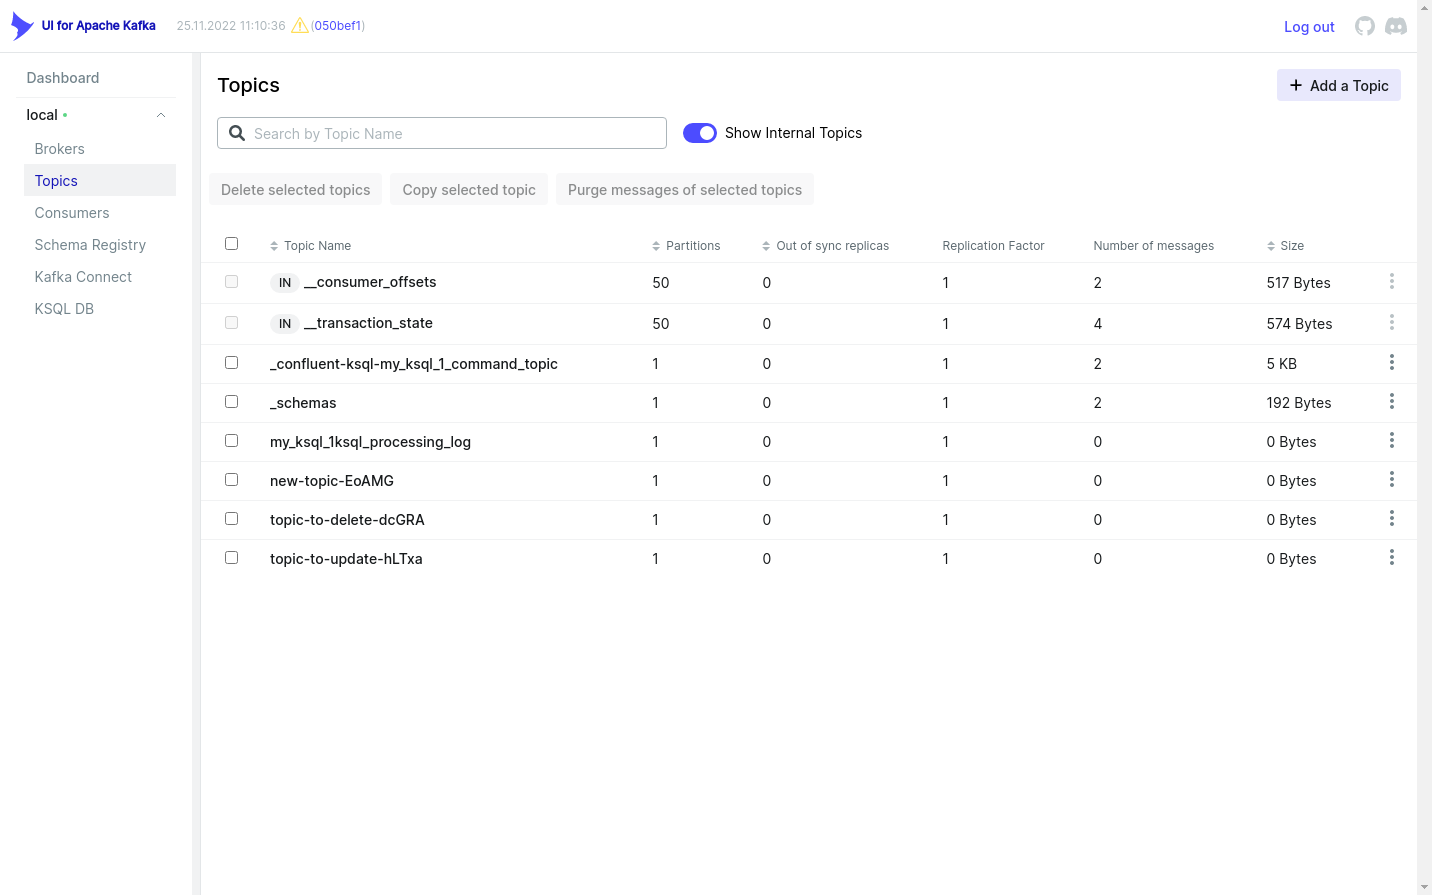 UI for Apache Kafka 25.11.2022 11:10:36 (050bef1) Log out
Dashboard
local
Brokers
Topics
Consumers
Schema Registry
Kafka Connect
KSQL DB
Topics + Add a Topic
Search by Topic Name Show Internal Topics
Delete selected topics Copy selected topic Purge messages of selected topics
Topic Name Partitions Out of sync replicas Replication Factor Number of messages Size
IN __consumer_offsets 50 0 1 2 517 Bytes
IN __transaction_state 50 0 1 4 574 Bytes
_confluent-ksql-my_ksql_1_command_topic 1 0 1 2 5 KB
_schemas 1 0 1 2 192 Bytes
my_ksql_1ksql_processing_log 1 0 1 0 0 Bytes
new-topic-EoAMG 1 0 1 0 0 Bytes
topic-to-delete-dcGRA 1 0 1 0 0 Bytes
topic-to-update-hLTxa 1 0 1 0 0 Bytes